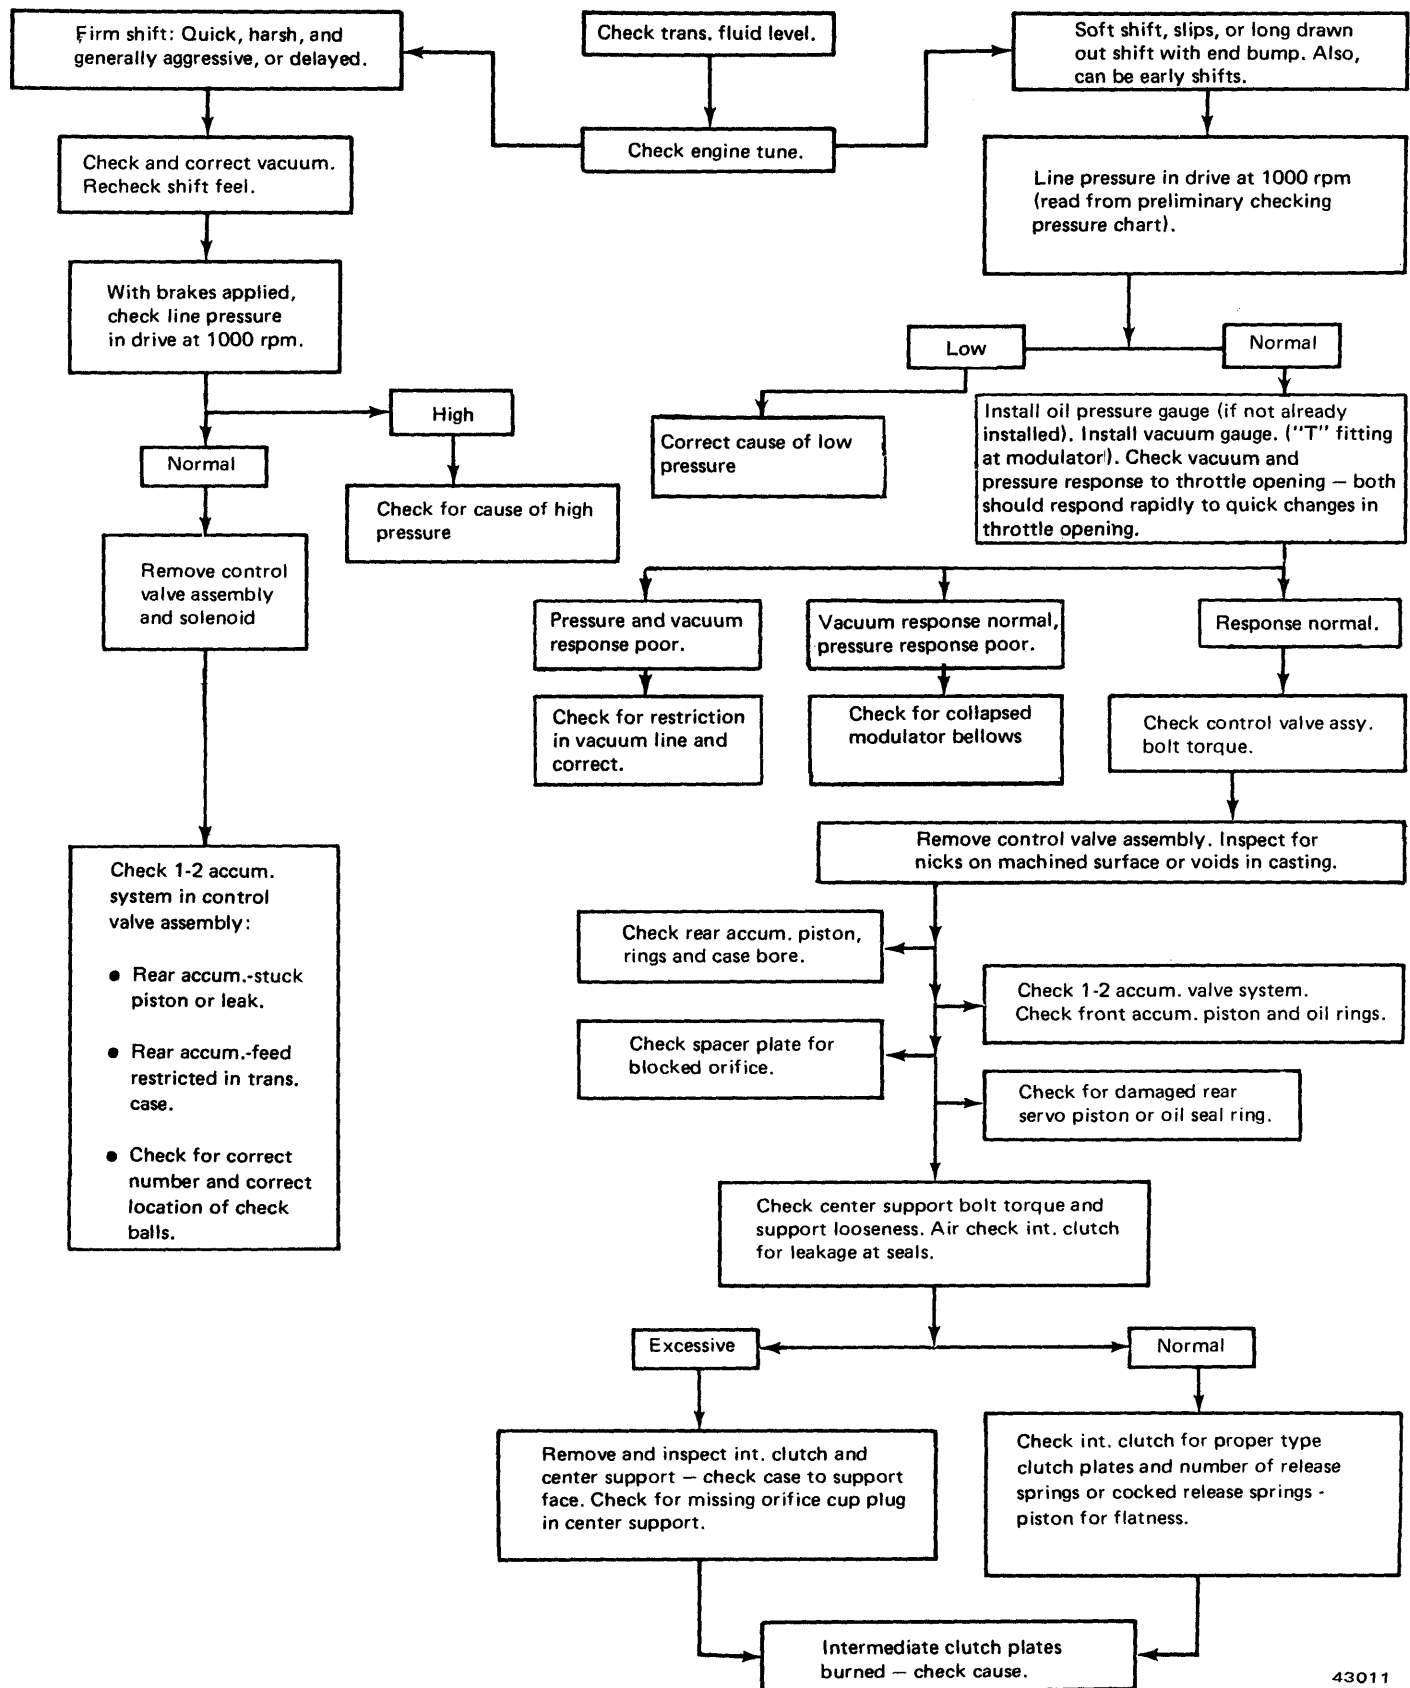 Firm shift: Quick, harsh, and
generally aggressive, or delayed.
Check trans. fluid level.
Soft shift, slips, or long drawn
out shift with end bump. Also,
can be early shifts.
Check engine tune.
Check and correct vacuum.
Recheck shift feel.
Line pressure in drive at 1000 rpm
(read from preliminary checking
pressure chart).
With brakes applied,
check line pressure
in drive at 1000 rpm.
Low
Normal
High
Normal
Correct cause of low
pressure
Install oil pressure gauge (if not already
installed). Install vacuum gauge. ("T" fitting
at modulator). Check vacuum and
pressure response to throttle opening — both
should respond rapidly to quick changes in
throttle opening.
Check for cause of high
pressure
Remove control
valve assembly
and solenoid
Pressure and vacuum
response poor.
Vacuum response normal,
pressure response poor.
Response normal.
Check for restriction
in vacuum line and
correct.
Check for collapsed
modulator bellows
Check control valve assy.
bolt torque.
Remove control valve assembly. Inspect for
nicks on machined surface or voids in casting.
Check 1-2 accum.
system in control
valve assembly:
● Rear accum.-stuck
piston or leak.
● Rear accum.-feed
restricted in trans.
case.
● Check for correct
number and correct
location of check
balls.
Check rear accum. piston,
rings and case bore.
Check 1-2 accum. valve system.
Check front accum. piston and oil rings.
Check spacer plate for
blocked orifice.
Check for damaged rear
servo piston or oil seal ring.
Check center support bolt torque and
support looseness. Air check int. clutch
for leakage at seals.
Excessive
Normal
Remove and inspect int. clutch and
center support — check case to support
face. Check for missing orifice cup plug
in center support.
Check int. clutch for proper type
clutch plates and number of release
springs or cocked release springs -
piston for flatness.
Intermediate clutch plates
burned — check cause.
43011